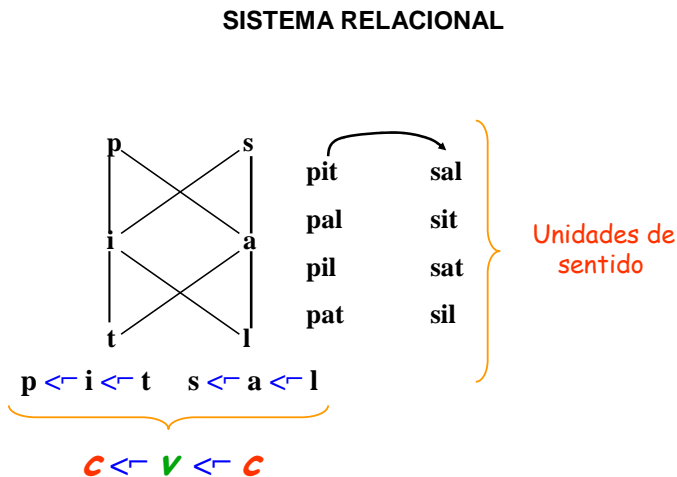 SISTEMA RELACIONAL
p s
i a
t l
pit sal
pal sit
pil sat
pat sil
Unidades de
sentido
p <⌐ i <⌐ t s <⌐ a <⌐ l
c <⌐ v <⌐ c